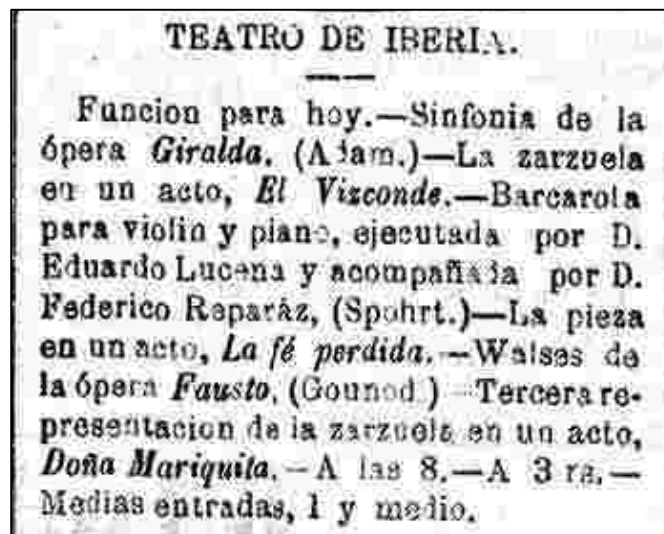 TEATRO DE IBERIA.
Funcion para hoy.—Sinfonia de la
ópera Giralda. (Adam.)—La zarzuela
en un acto, El Vizconde.—Barcarola
para violin y piano, ejecutada por D.
Eduardo Lucena y acompañada por D.
Federico Reparáz, (Spohrt.)—La pieza
en un acto, La fé perdida.—Walses de
la ópera Fausto, (Gounod.)—Tercera re-
presentacion de la zarzuela en un acto,
Doña Mariquita.—A las 8.—A 3 rs.—
Medias entradas, 1 y medio.